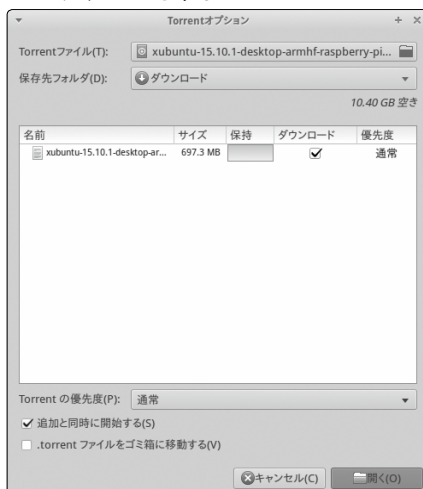 Torrentオプション
Torrentファイル(T): xubuntu-15.10.1-desktop-armhf-raspberry-pi...
保存先フォルダ(D): ダウンロード
10.40 GB 空き
名前 サイズ 保持 ダウンロード 優先度
xubuntu-15.10.1-desktop-ar... 697.3 MB 通常
Torrent の優先度(P): 通常
追加と同時に開始する(S)
.torrent ファイルをゴミ箱に移動する(V)
キャンセル(C) 開く(O)